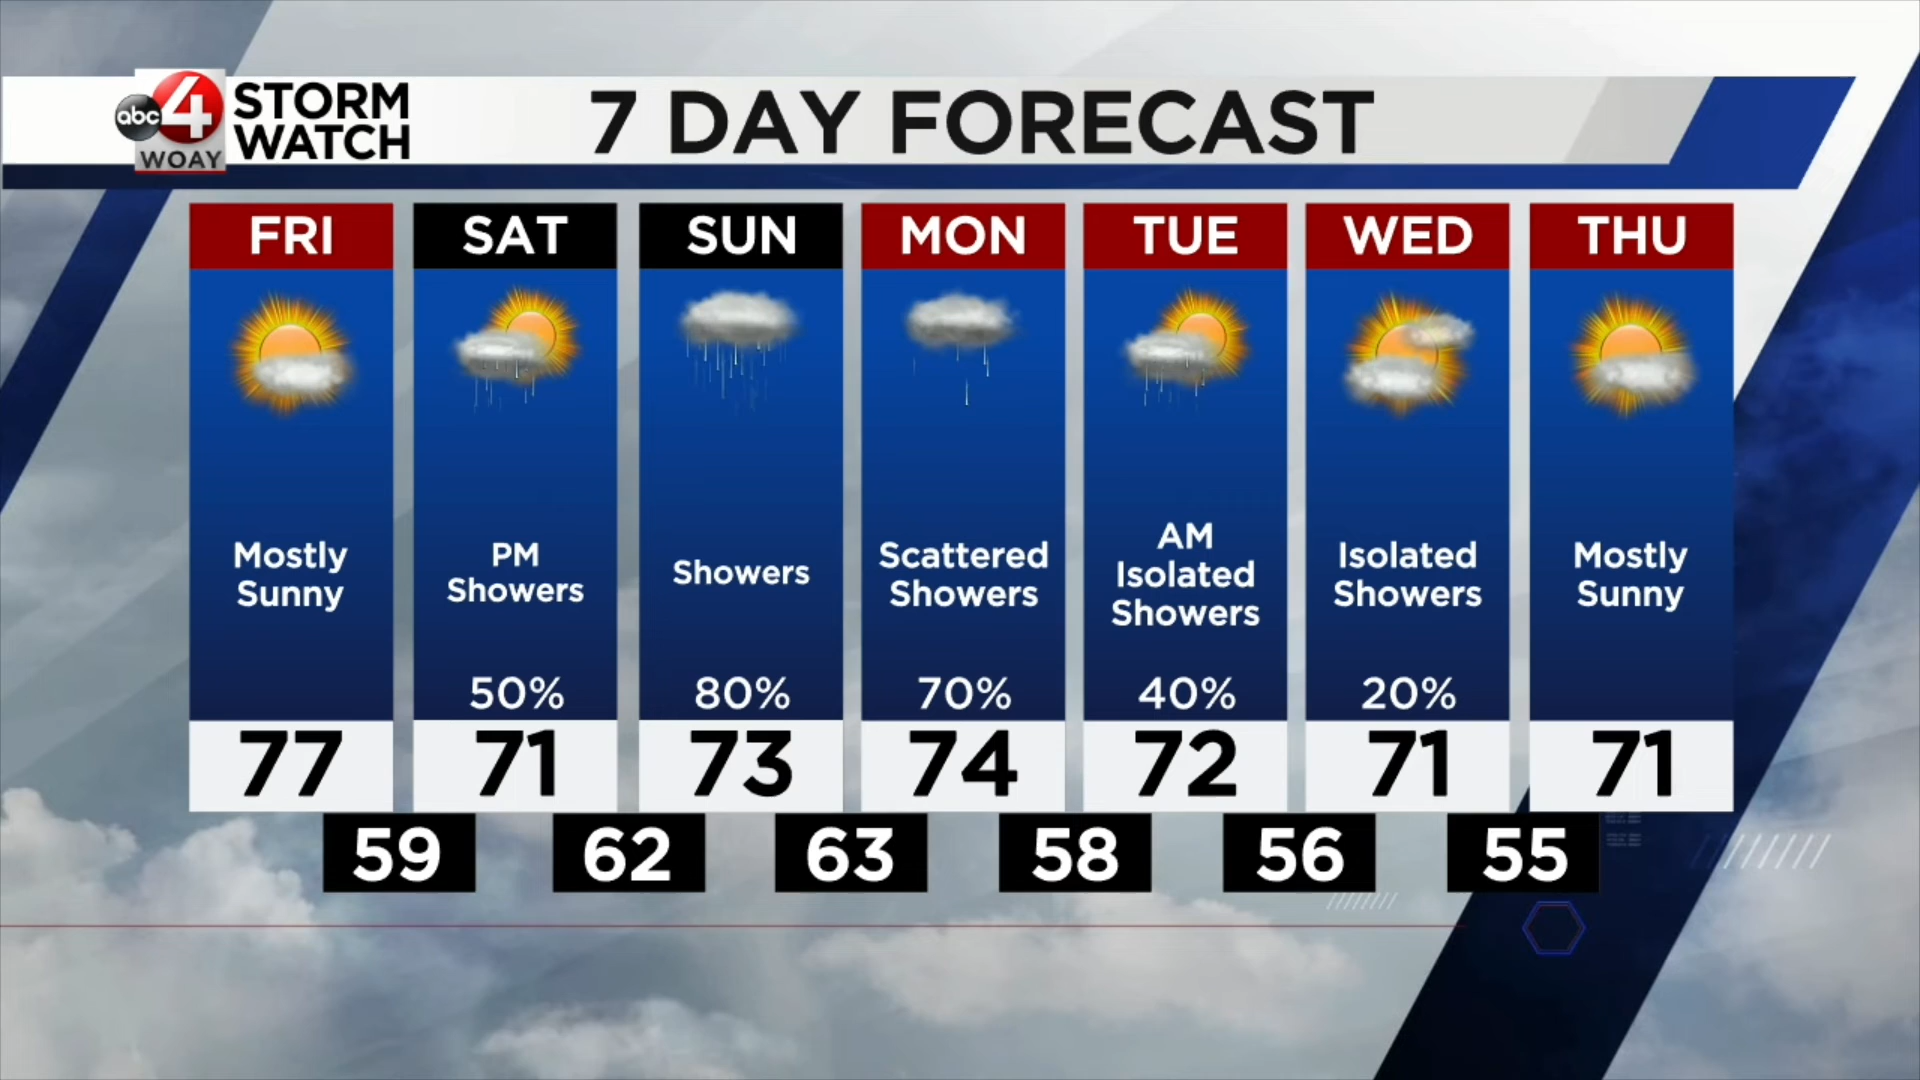 abc 4 WOAY
STORM
WATCH
7 DAY FORECAST
FRI
Mostly
Sunny
77
SAT
PM
Showers
50%
71
SUN
Showers
80%
73
MON
Scattered
Showers
70%
74
TUE
AM
Isolated
Showers
40%
72
WED
Isolated
Showers
20%
71
THU
Mostly
Sunny
71
59
62
63
58
56
55